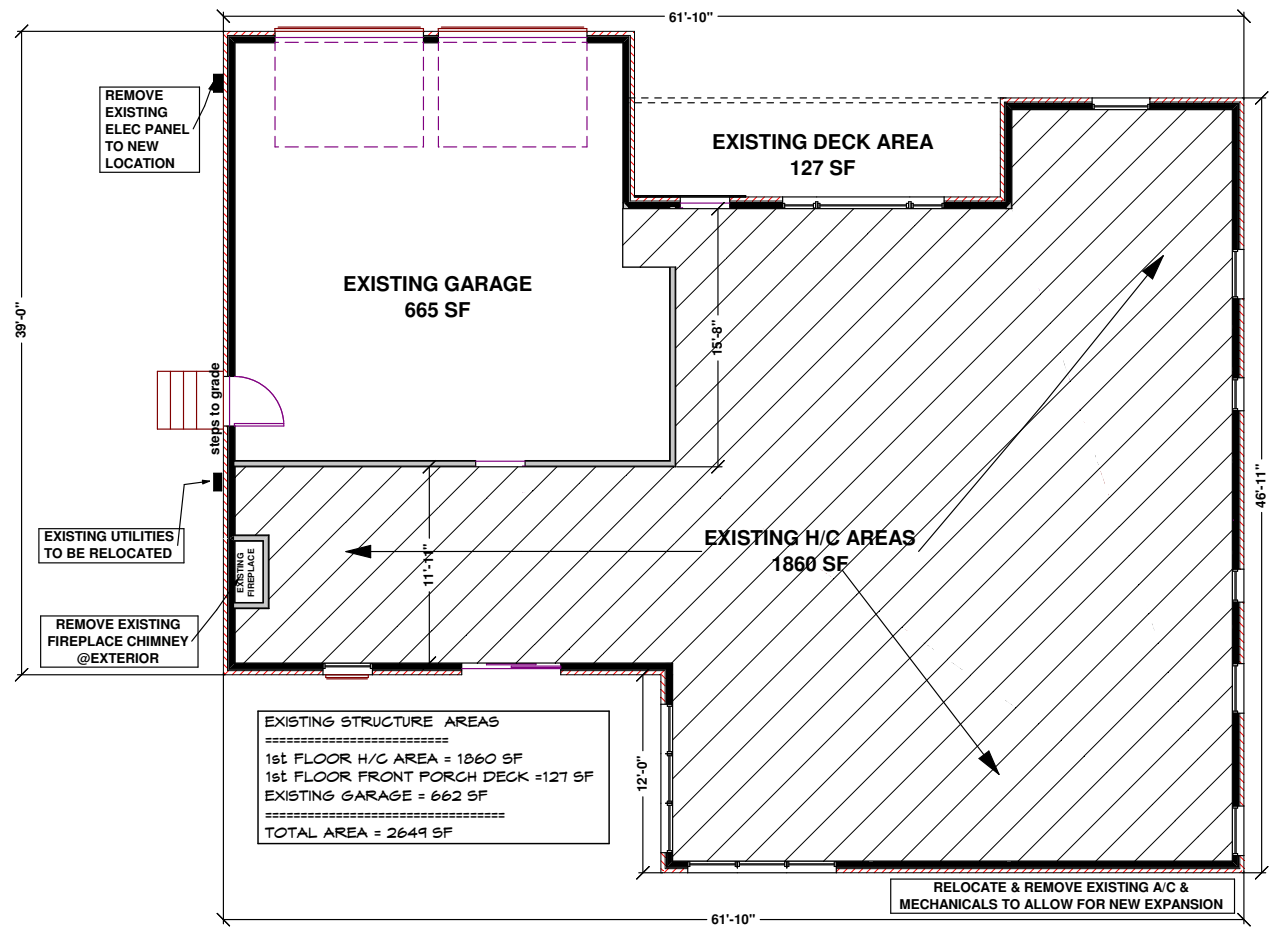 61'-10"
REMOVE
EXISTING
ELEC PANEL
TO NEW
LOCATION
EXISTING DECK AREA
127 SF
EXISTING GARAGE
665 SF
39'-0"
15'-8"
steps to grade
46'-11"
EXISTING UTILITIES
TO BE RELOCATED
EXISTING
FIREPLACE
11'-11"
EXISTING H/C AREAS
1860 SF
REMOVE EXISTING
FIREPLACE CHIMNEY
@EXTERIOR
EXISTING STRUCTURE AREAS
==========================
1st FLOOR H/C AREA = 1860 SF
1st FLOOR FRONT PORCH DECK =127 SF
EXISTING GARAGE = 662 SF
==================================
TOTAL AREA = 2649 SF
12'-0"
RELOCATE & REMOVE EXISTING A/C &
MECHANICALS TO ALLOW FOR NEW EXPANSION
61'-10"